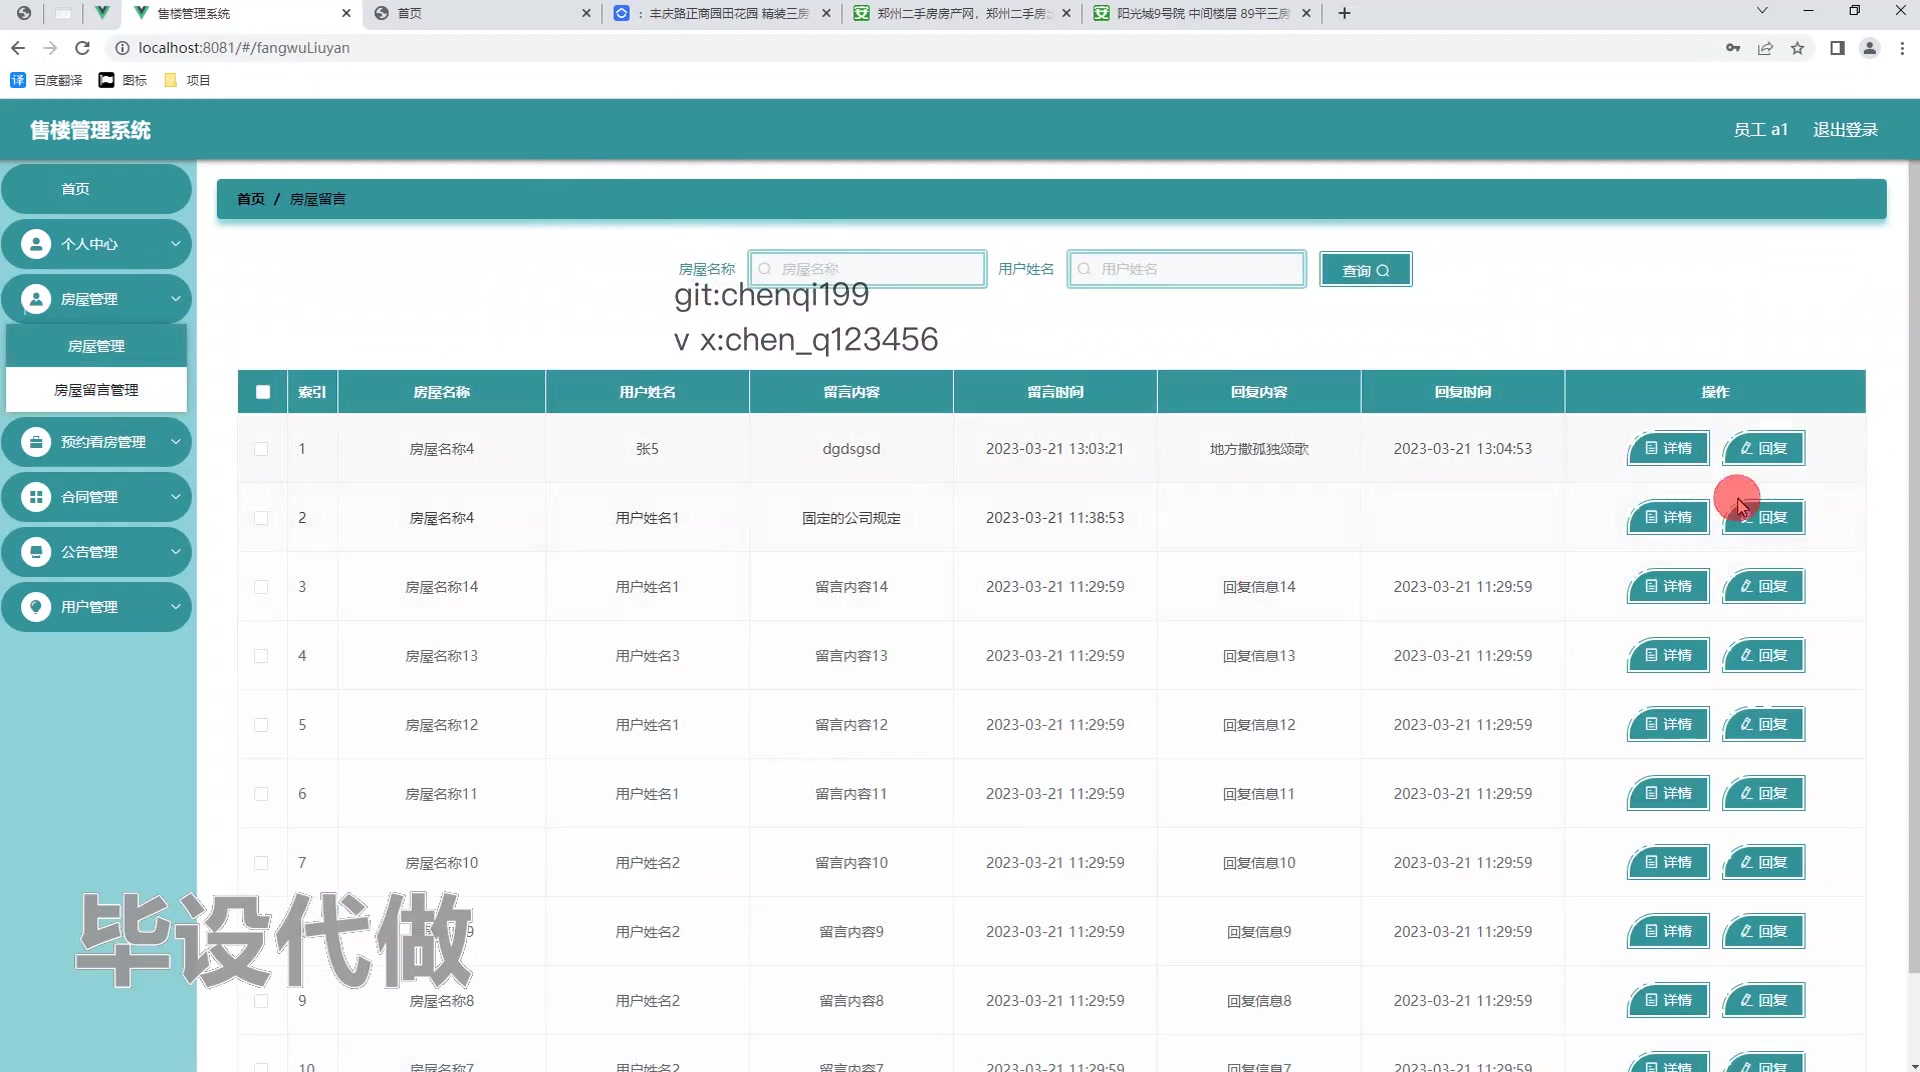 售楼管理系统
首页
：丰庆路正商园田花园 精装三房
郑州二手房房产网，郑州二手房出
阳光城9号院 中间楼层 89平三房
localhost:8081/#/fangwuLiuyan
百度翻译
图标
项目
售楼管理系统
员工 a1
退出登录
首页
个人中心
房屋管理
房屋管理
房屋留言管理
预约看房管理
合同管理
公告管理
用户管理
首页 / 房屋留言
房屋名称 房屋名称 用户姓名 用户姓名 查询
git:chenqi199
v x:chen_q123456
索引 房屋名称 用户姓名 留言内容 留言时间 回复内容 回复时间 操作
1 房屋名称4 张5 dgdsgsd 2023-03-21 13:03:21 地方撒孤独颂歌 2023-03-21 13:04:53 详情 回复
2 房屋名称4 用户姓名1 固定的公司规定 2023-03-21 11:38:53 详情 回复
3 房屋名称14 用户姓名1 留言内容14 2023-03-21 11:29:59 回复信息14 2023-03-21 11:29:59 详情 回复
4 房屋名称13 用户姓名3 留言内容13 2023-03-21 11:29:59 回复信息13 2023-03-21 11:29:59 详情 回复
5 房屋名称12 用户姓名1 留言内容12 2023-03-21 11:29:59 回复信息12 2023-03-21 11:29:59 详情 回复
6 房屋名称11 用户姓名1 留言内容11 2023-03-21 11:29:59 回复信息11 2023-03-21 11:29:59 详情 回复
7 房屋名称10 用户姓名2 留言内容10 2023-03-21 11:29:59 回复信息10 2023-03-21 11:29:59 详情 回复
用户姓名2 留言内容9 2023-03-21 11:29:59 回复信息9 2023-03-21 11:29:59 详情 回复
毕设代做
9 房屋名称8 用户姓名2 留言内容8 2023-03-21 11:29:59 回复信息8 2023-03-21 11:29:59 详情 回复
10 房屋名称7 用户姓名2 留言内容7 2023-03-21 11:29:59 回复信息7 2023-03-21 11:29:59 详情 回复